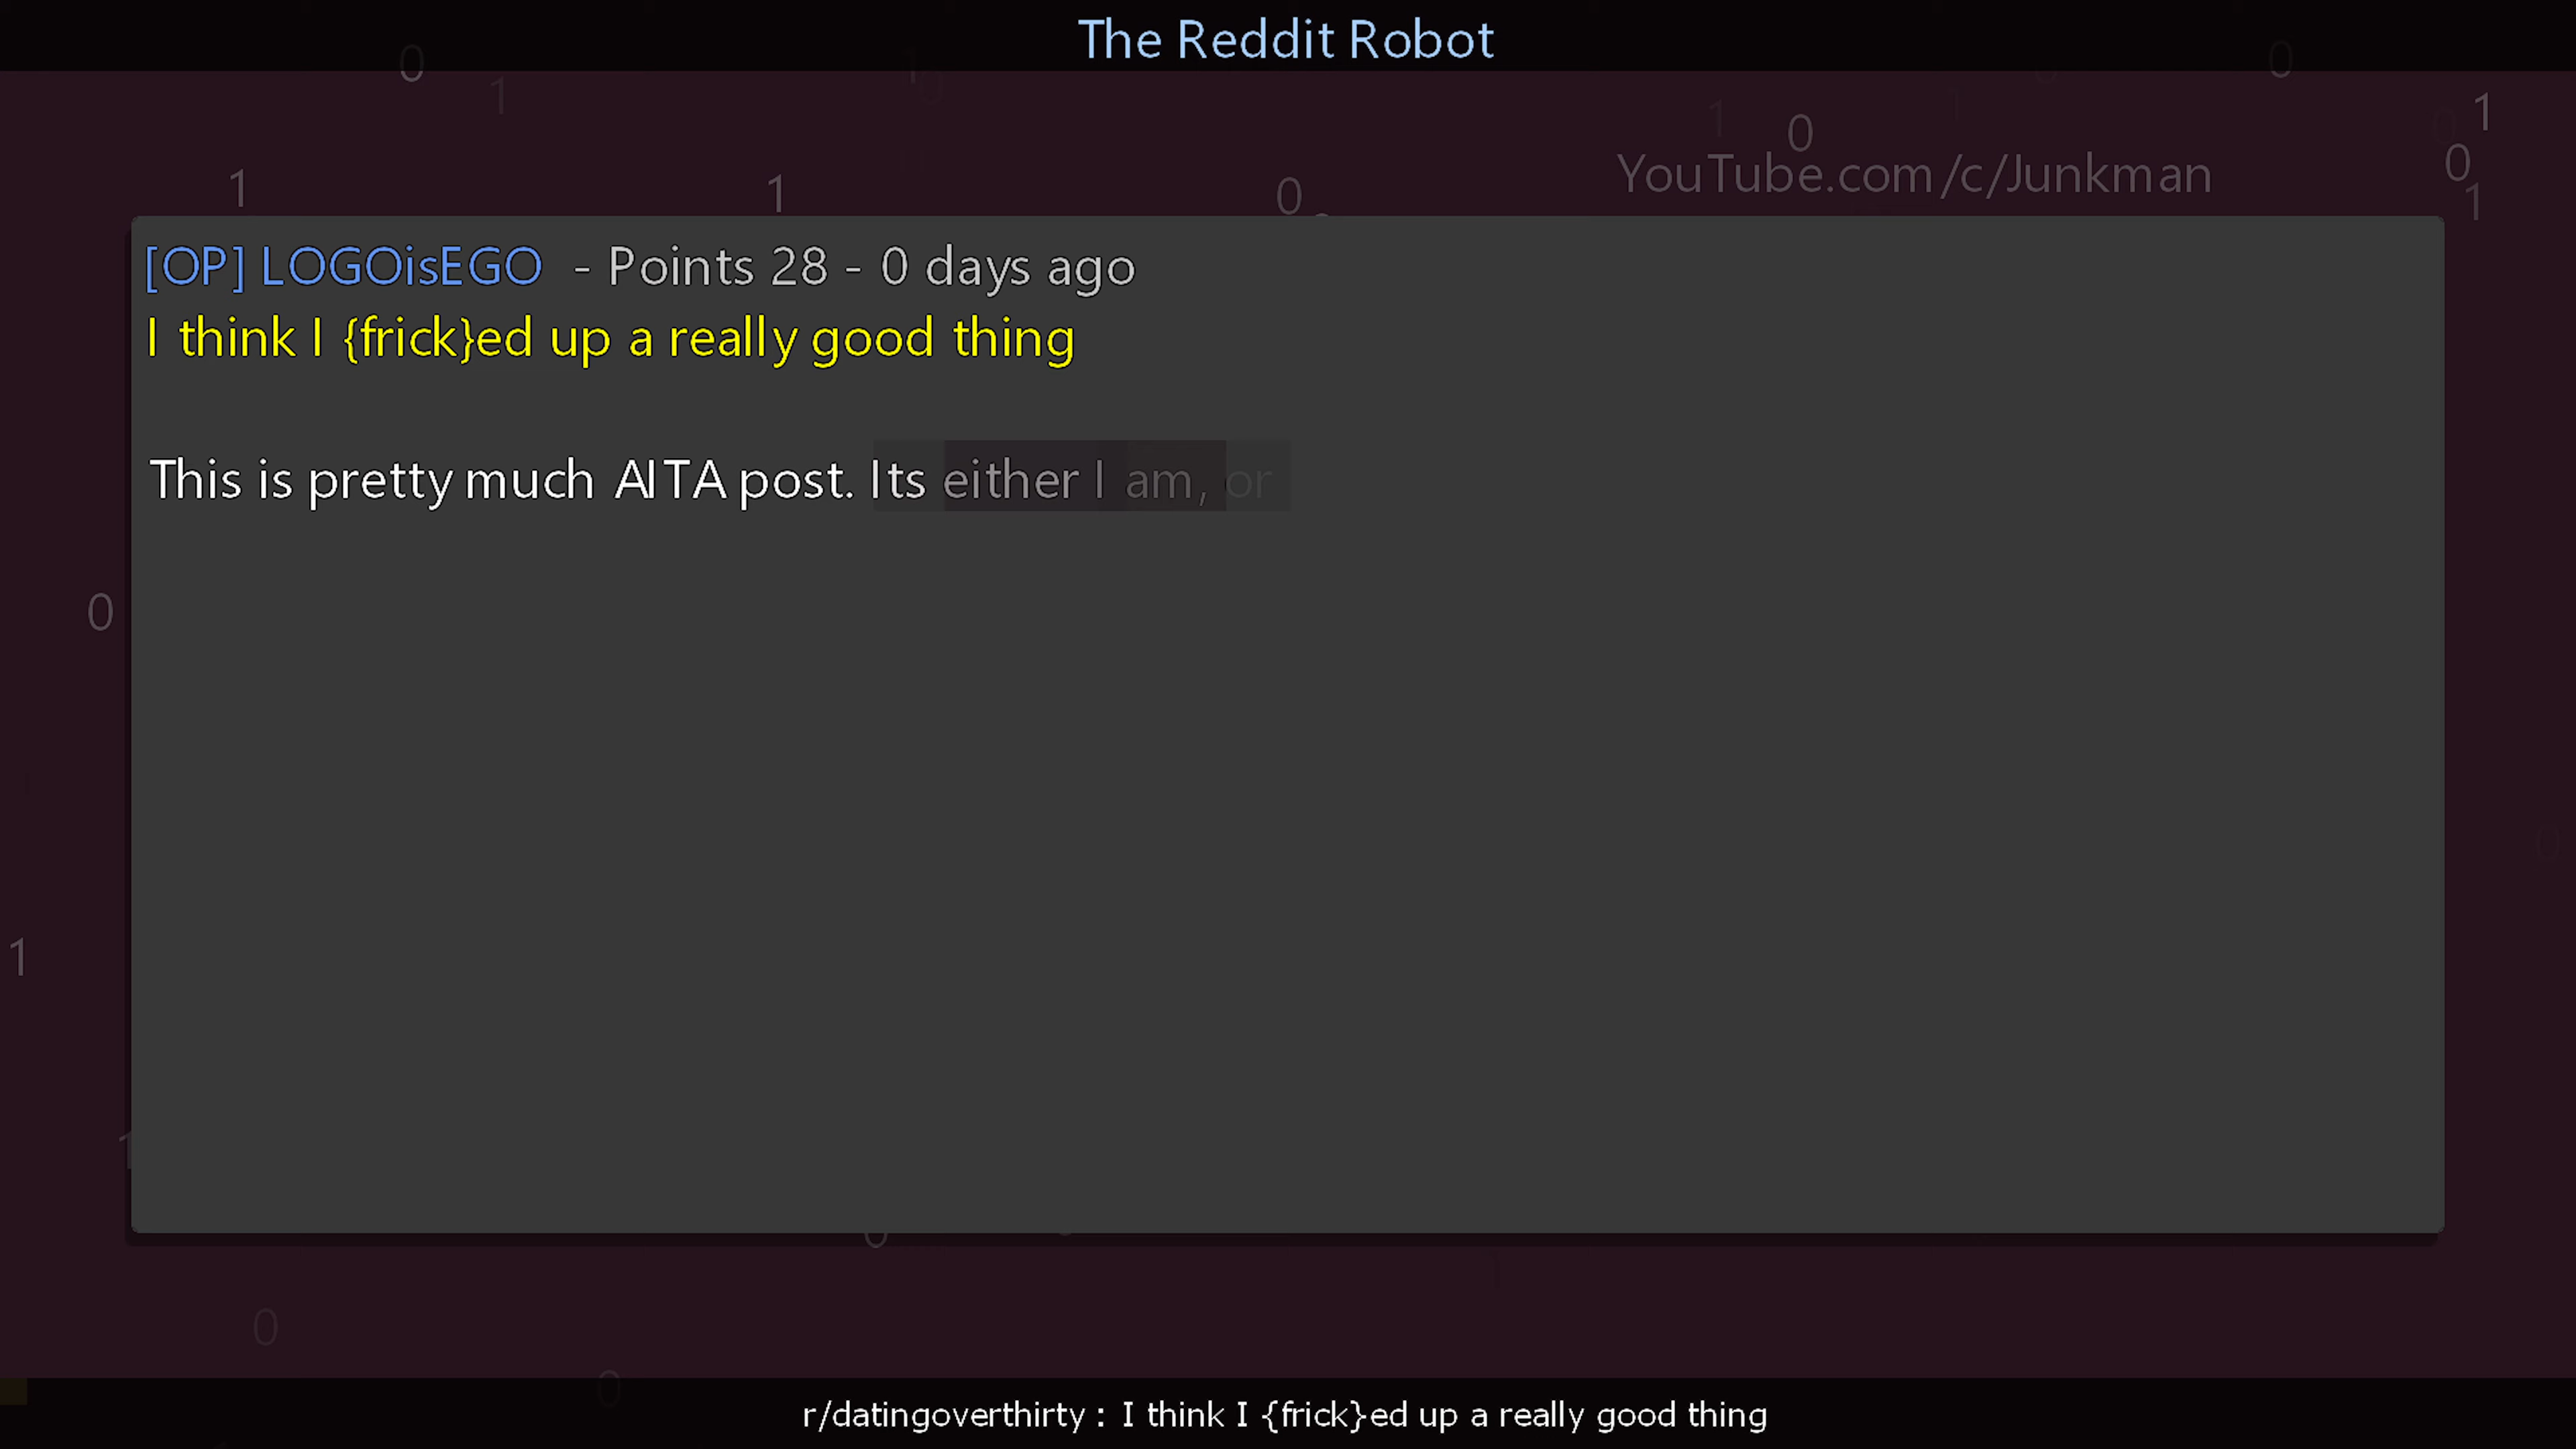 The Reddit Robot
YouTube.com/c/Junkman
[OP] LOGOisEGO - Points 28 - 0 days ago
I think I {frick}ed up a really good thing
This is pretty much AITA post. Its either I am, or
r/datingoverthirty : I think I {frick}ed up a really good thing